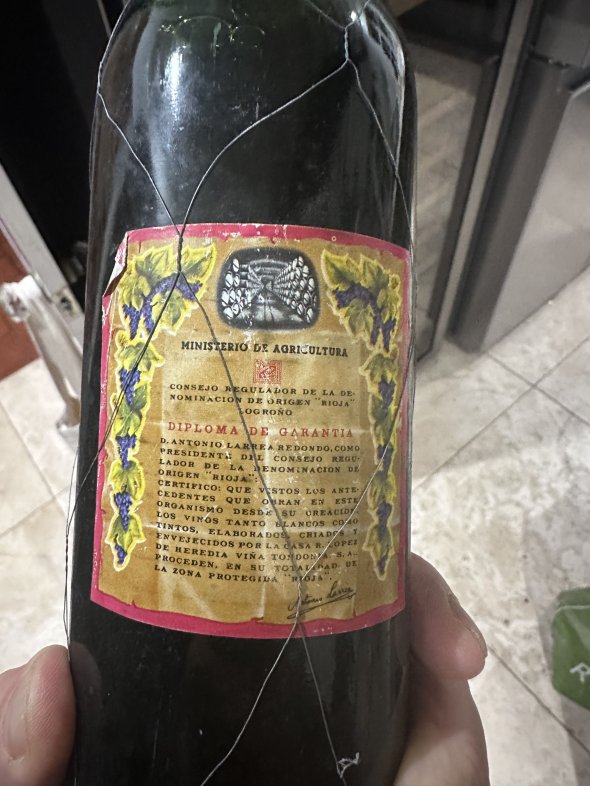 MINISTERIO DE AGRICULTURA
CONSEJO REGULADOR DE LA DE-
NOMINACION DE ORIGEN "RIOJA"
LOGROÑO
DIPLOMA DE GARANTIA
D. ANTONIO LARREA REDONDO, COMO
PRESIDENTE DEL CONSEJO REGU-
LADOR DE LA DENOMINACION DE
ORIGEN "RIOJA".
CERTIFICO: QUE VISTOS LOS ANTE-
CEDENTES QUE OBRAN EN ESTE
ORGANISMO DESDE SU CREACION
LOS VINOS TANTO BLANCOS COMO
TINTOS, ELABORADOS CRIADOS Y
ENVEJECIDOS POR LA CASA R. LOPEZ
DE HEREDIA VIÑA TONDONIA S.A.
PROCEDEN, EN SU TOTALIDAD, DE
LA ZONA PROTEGIDA "RIOJA".
Antonio Larrea
R